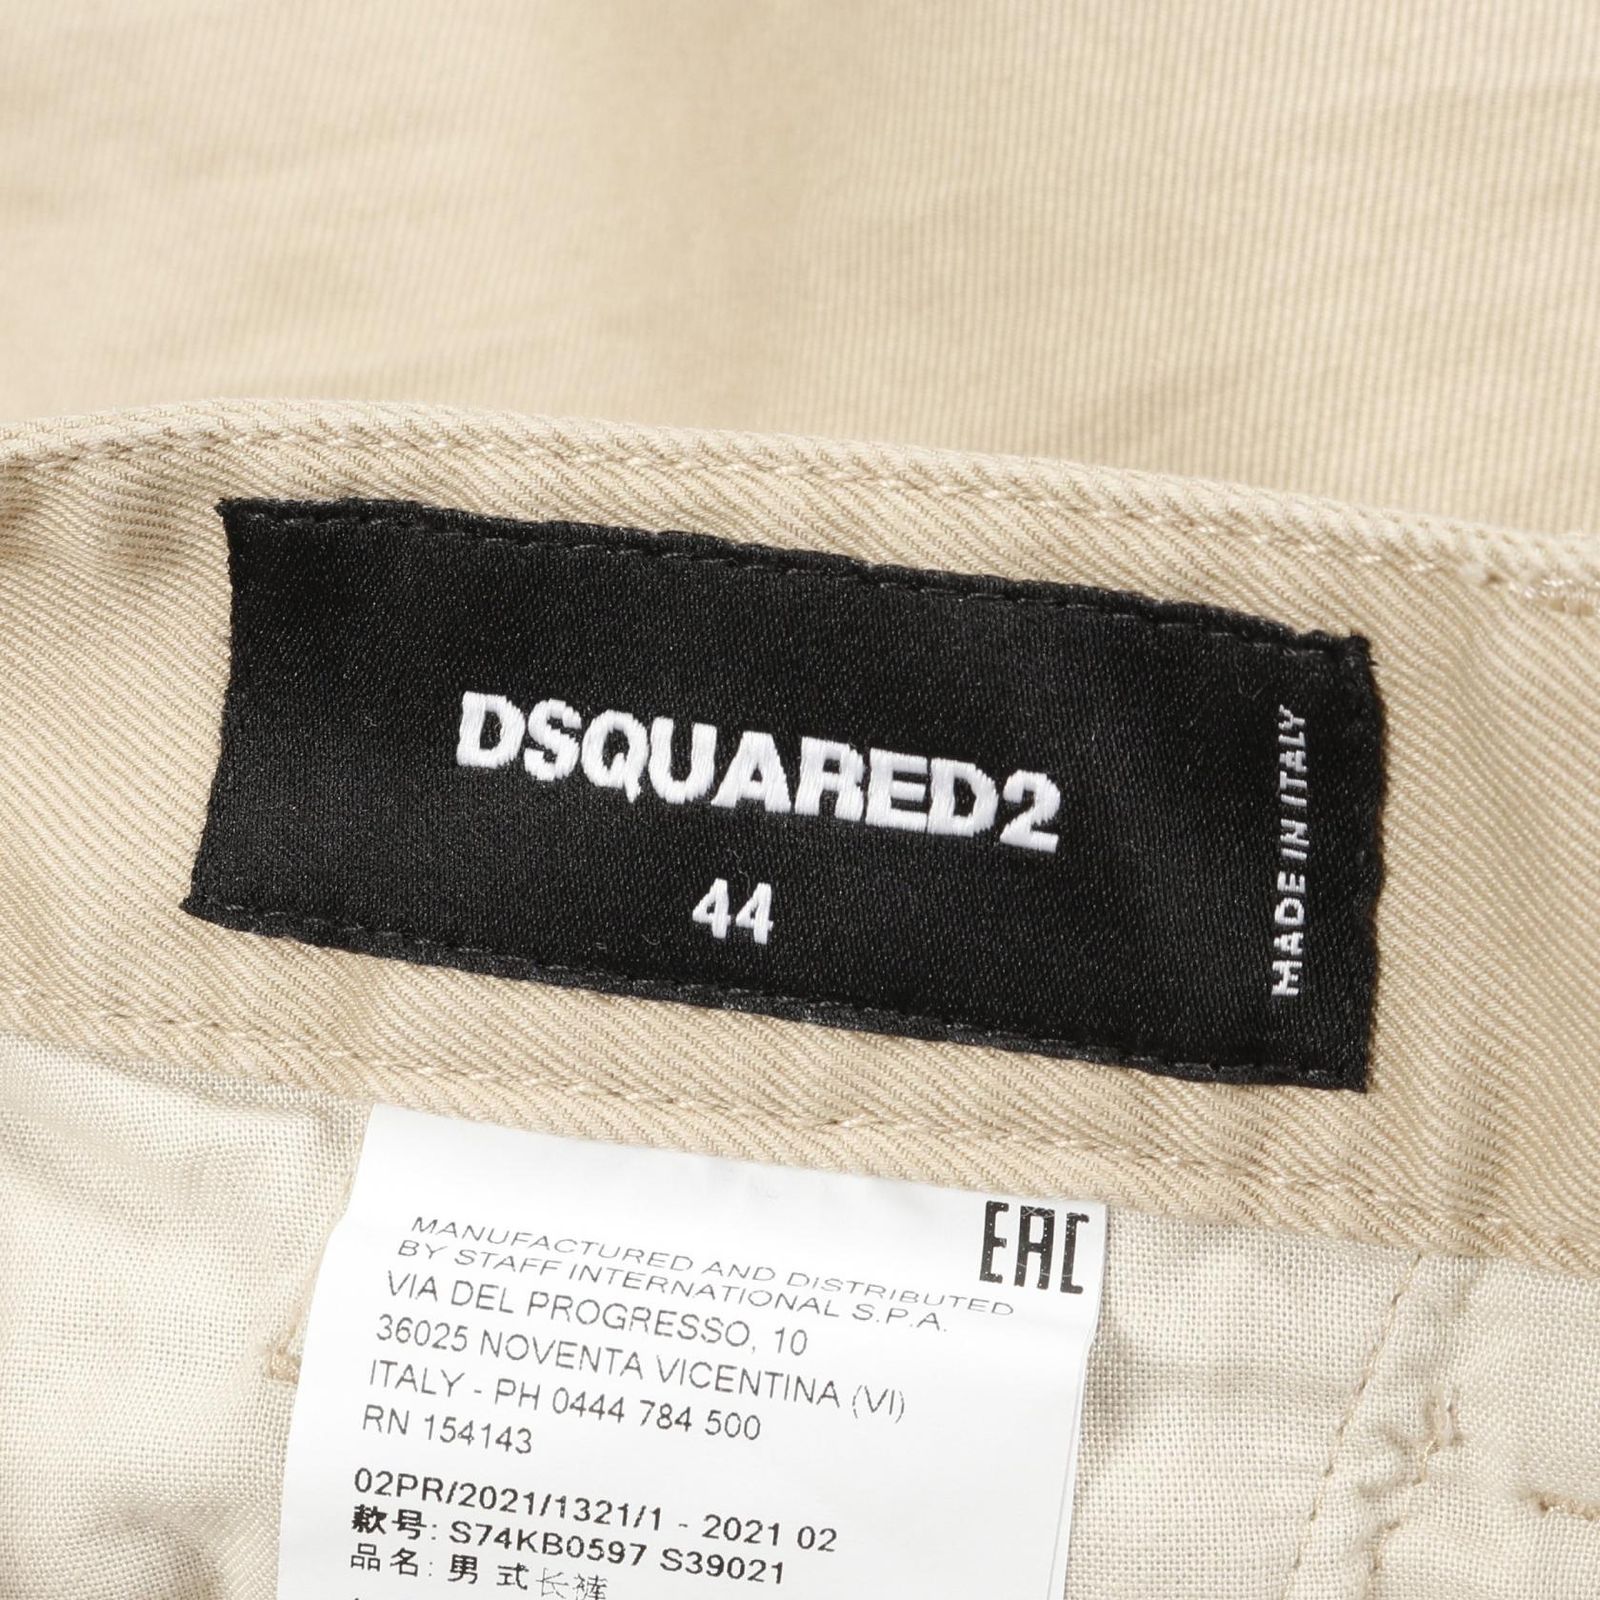 DSQUARED2
44
MADE IN ITALY
EAC
MANUFACTURED AND DISTRIBUTED
BY STAFF INTERNATIONAL S.P.A.
VIA DEL PROGRESSO, 10
36025 NOVENTA VICENTINA (VI)
ITALY - PH 0444 784 500
RN 154143
02PR/2021/1321/1 - 2021 02
款号: S74KB0597 S39021
品名: 男式长裤